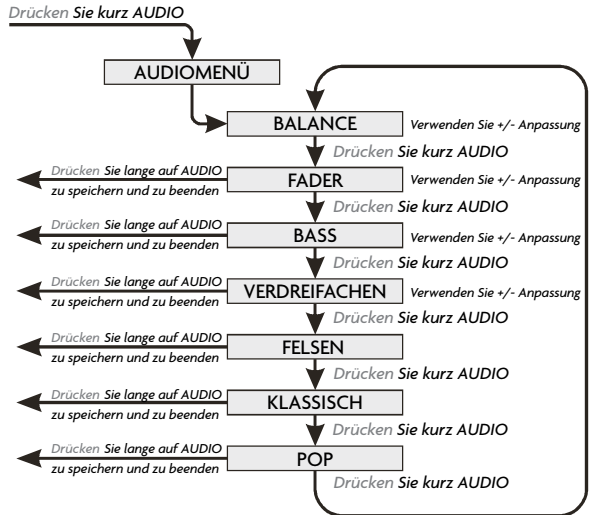 Drücken Sie kurz AUDIO
AUDIOMENÜ
BALANCE Verwenden Sie +/- Anpassung
Drücken Sie kurz AUDIO
Drücken Sie lange auf AUDIO
zu speichern und zu beenden
FADER Verwenden Sie +/- Anpassung
Drücken Sie kurz AUDIO
Drücken Sie lange auf AUDIO
zu speichern und zu beenden
BASS Verwenden Sie +/- Anpassung
Drücken Sie kurz AUDIO
Drücken Sie lange auf AUDIO
zu speichern und zu beenden
VERDREIFACHEN Verwenden Sie +/- Anpassung
Drücken Sie kurz AUDIO
Drücken Sie lange auf AUDIO
zu speichern und zu beenden
FELSEN
Drücken Sie kurz AUDIO
Drücken Sie lange auf AUDIO
zu speichern und zu beenden
KLASSISCH
Drücken Sie kurz AUDIO
Drücken Sie lange auf AUDIO
zu speichern und zu beenden
POP
Drücken Sie kurz AUDIO